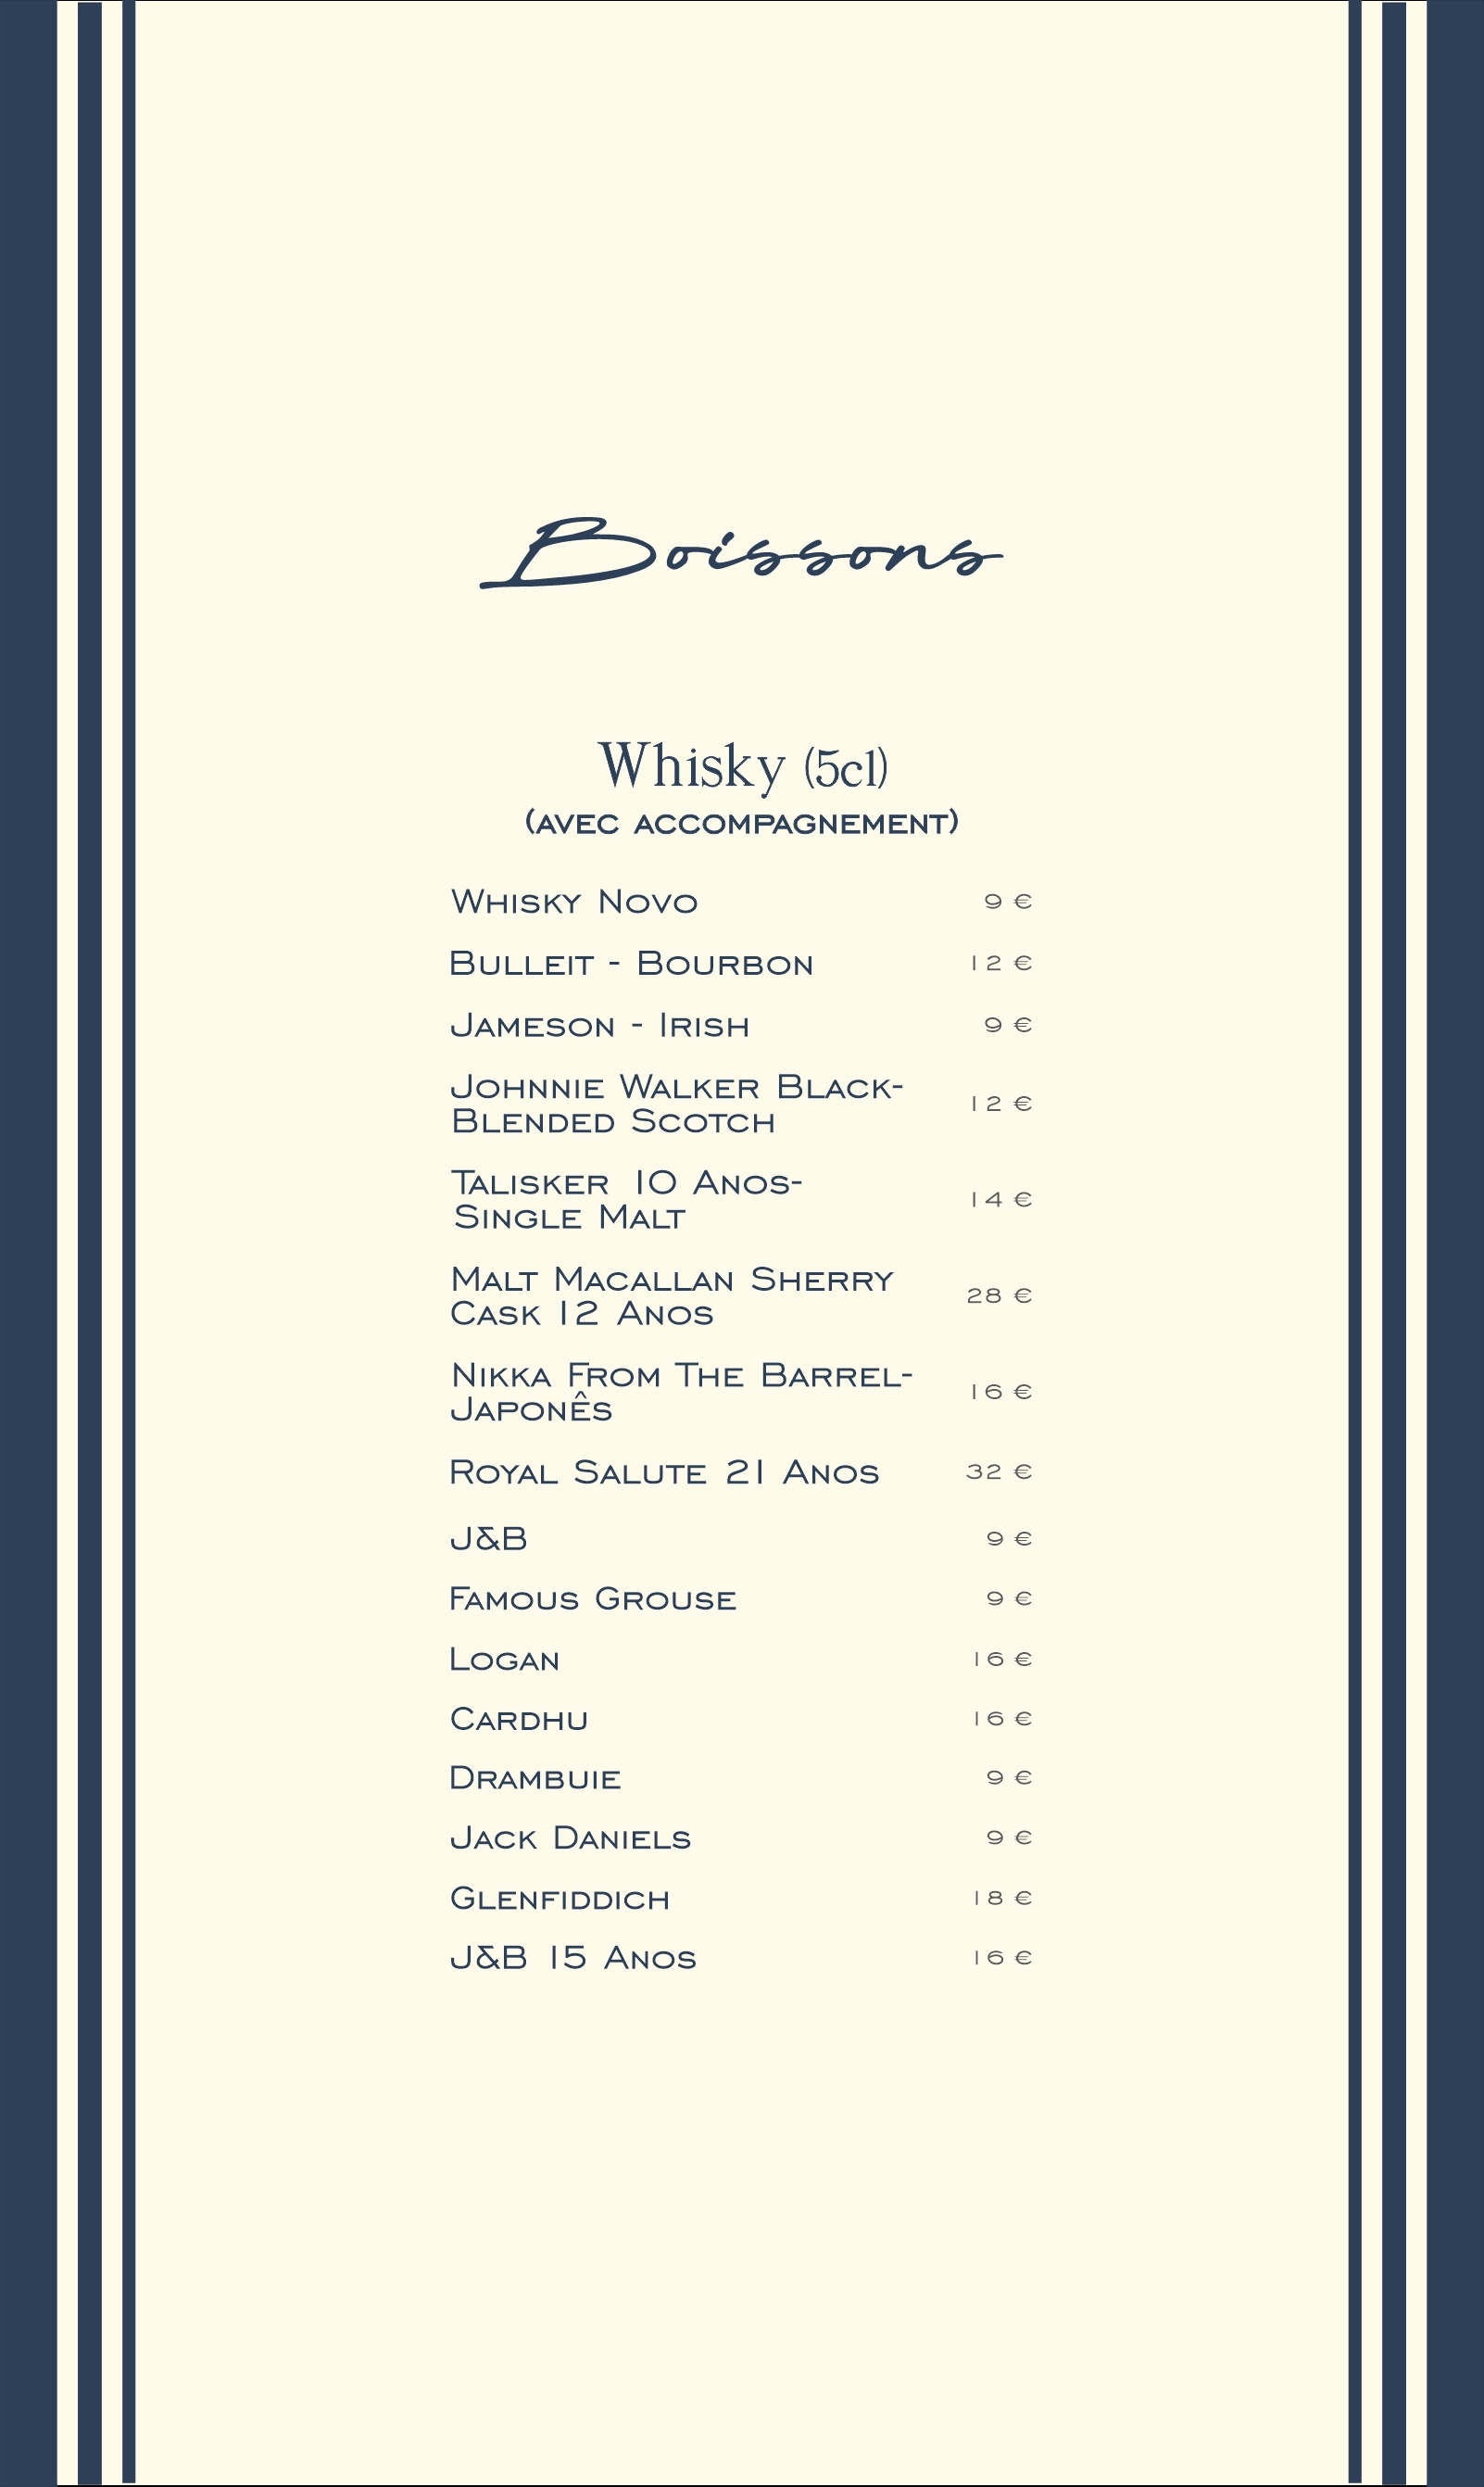 Boissons
Whisky (5cl)
(AVEC ACCOMPAGNEMENT)
Whisky Novo 9 €
Bulleit - Bourbon 12 €
Jameson - Irish 9 €
Johnnie Walker Black-
Blended Scotch 12 €
Talisker 10 Anos-
Single Malt 14 €
Malt Macallan Sherry
Cask 12 Anos 28 €
Nikka From The Barrel-
Japonês 16 €
Royal Salute 21 Anos 32 €
J&B 9 €
Famous Grouse 9 €
Logan 16 €
Cardhu 16 €
Drambuie 9 €
Jack Daniels 9 €
Glenfiddich 18 €
J&B 15 Anos 16 €